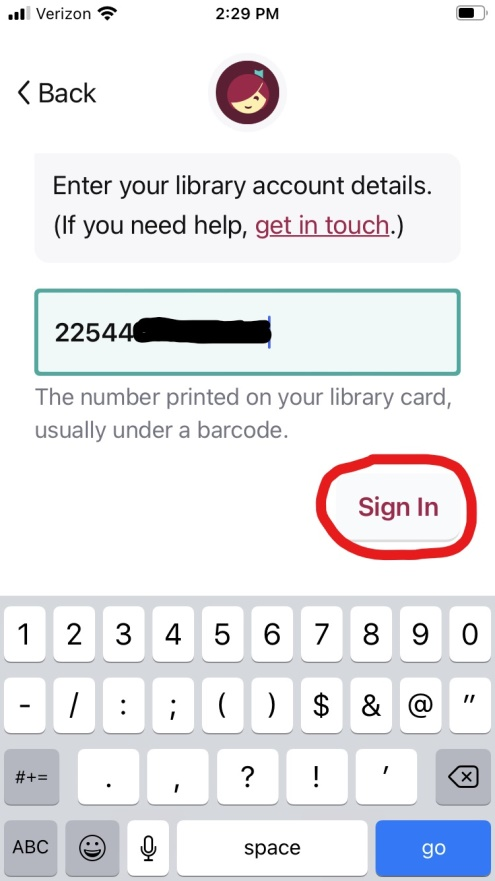 Verizon 2:29 PM
Back
Enter your library account details.
(If you need help, get in touch.)
22544
The number printed on your library card,
usually under a barcode.
Sign In
1 2 3 4 5 6 7 8 9 0
- / : ; ( ) $ & @ "
#+= . , ? ! '
ABC space go